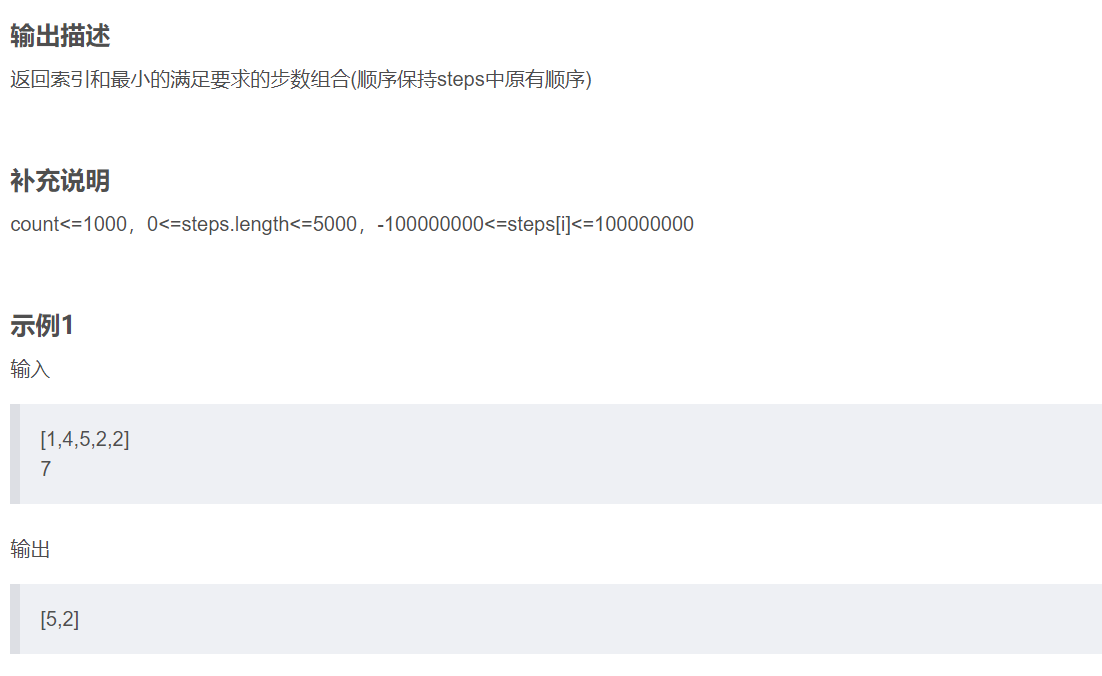 输出描述
返回索引和最小的满足要求的步数组合(顺序保持steps中原有顺序)
补充说明
count<=1000，0<=steps.length<=5000，-100000000<=steps[i]<=100000000
示例1
输入
[1,4,5,2,2]
7
输出
[5,2]